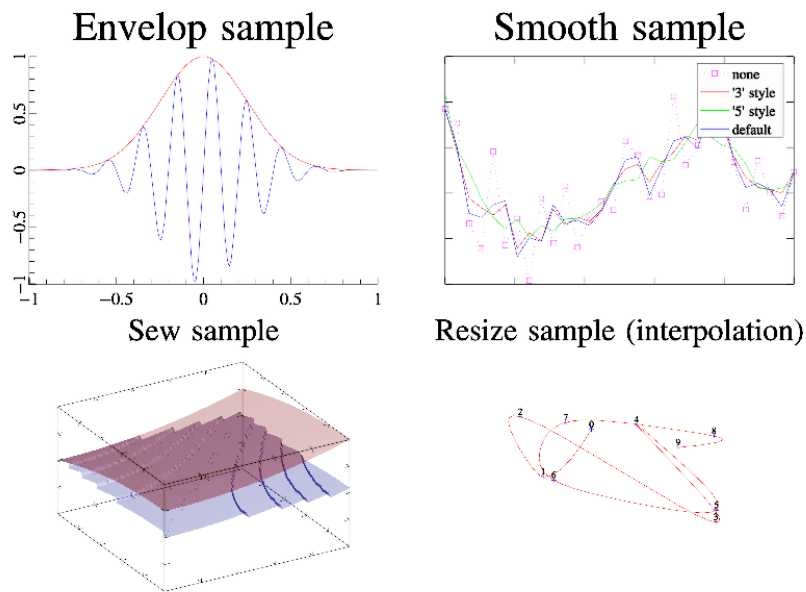 Envelop sample
Smooth sample
1
0.5
0
−0.5
−1
−1 −0.5 0 0.5 1
none
'3' style
'5' style
default
Sew sample
Resize sample (interpolation)
2
7
0
4
8
9
1
6
5
3